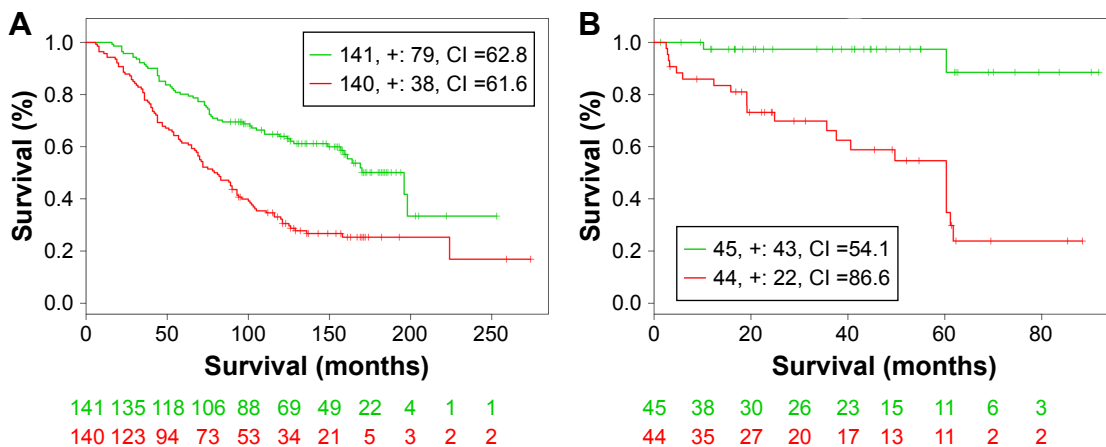 A
Survival (%)
1.0
0.8
0.6
0.4
0.2
0.0
141, +: 79, CI =62.8
140, +: 38, CI =61.6
0 50 100 150 200 250
Survival (months)
141 135 118 106 88 69 49 22 4 1 1
140 123 94 73 53 34 21 5 3 2 2
B
Survival (%)
1.0
0.8
0.6
0.4
0.2
0.0
45, +: 43, CI =54.1
44, +: 22, CI =86.6
0 20 40 60 80
Survival (months)
45 38 30 26 23 15 11 6 3
44 35 27 20 17 13 11 2 2